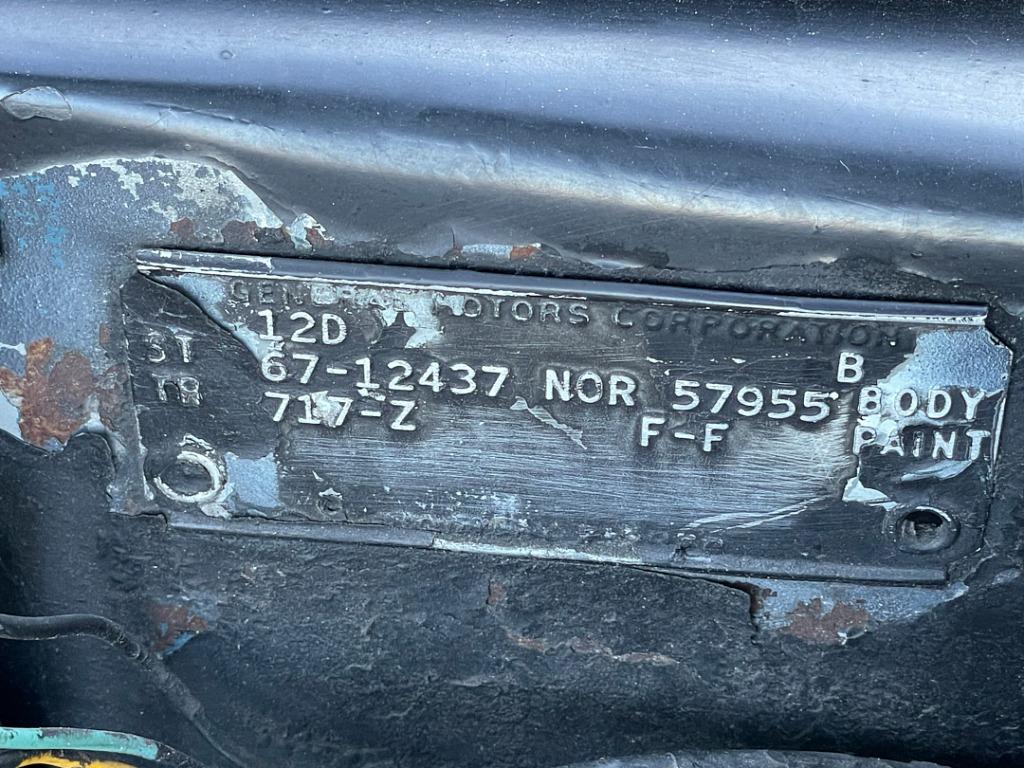 GENERAL MOTORS CORPORATION
12D
ST 67-12437 NOR 57955 B BODY
TR 717-Z F-F PAINT